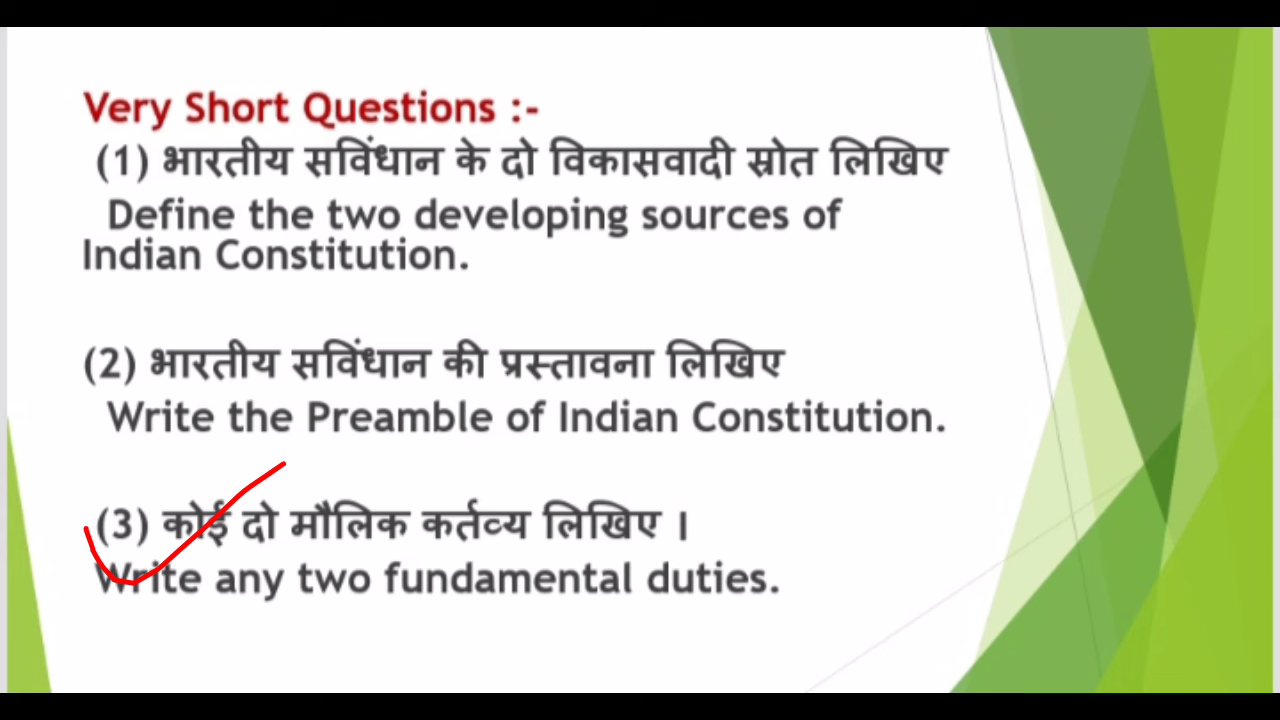 Very Short Questions :-
(1) भारतीय सविंधान के दो विकासवादी स्रोत लिखिए
Define the two developing sources of
Indian Constitution.
(2) भारतीय सविंधान की प्रस्तावना लिखिए
Write the Preamble of Indian Constitution.
(3) कोई दो मौलिक कर्तव्य लिखिए ।
Write any two fundamental duties.